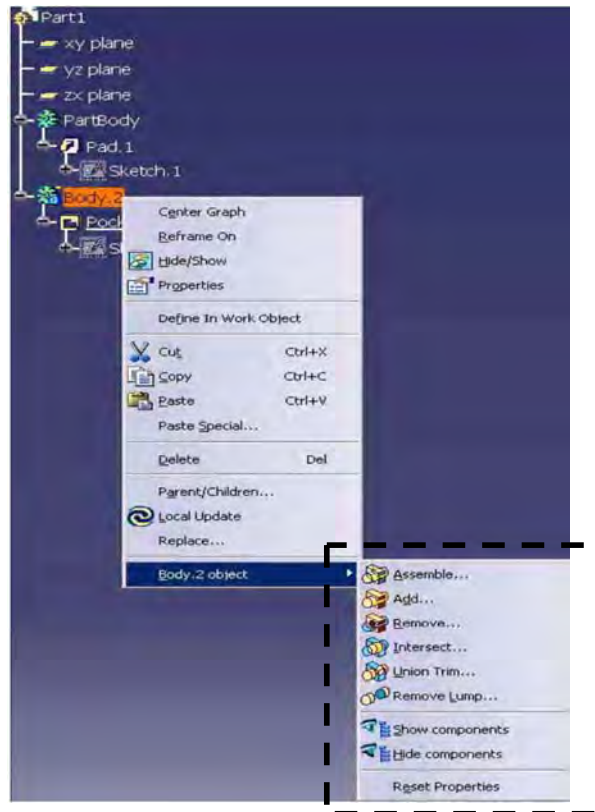 Part1
xy plane
yz plane
zx plane
PartBody
Pad.1
Sketch.1
Body.2
Center Graph
Reframe On
Hide/Show
Properties
Define In Work Object
Cut Ctrl+X
Copy Ctrl+C
Paste Ctrl+V
Paste Special...
Delete Del
Parent/Children...
Local Update
Replace...
Body.2 object
Assemble...
Add...
Remove...
Intersect...
Union Trim...
Remove Lump...
Show components
Hide components
Reset Properties